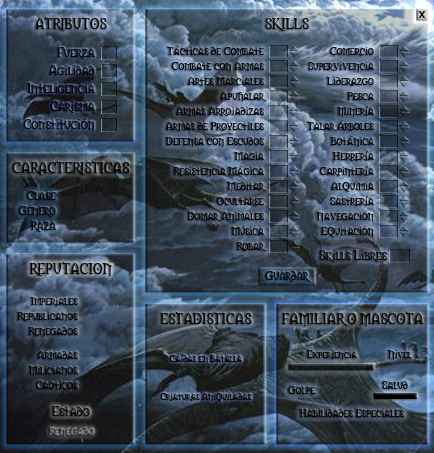 ATRIBUTOS
Fuerza
Agilidad
Inteligencia
Carisma
Constitución
CARACTERISTICAS
Clase
Genero
Raza
REPUTACION
Imperiales
Republicanos
Renegados
Armadas
Milicianos
Caóticos
Estado
Renegado
SKILLS
X
Tácticas de Combate
Combate con Armas
Artes Marciales
Apuñalar
Armas Arrojadizas
Armas de Proyectiles
Defensa con Escudos
Magia
Resistencia Mágica
Meditar
Ocultarse
Domar Animales
Música
Robar
Comercio
Supervivencia
Liderazgo
Pesca
Minería
Talar Árboles
Botánica
Herrería
Carpintería
Alquimia
Sastrería
Navegación
Equitación
Skills Libres
Guardar
ESTADISTICAS
Caidas en Batalla
Criaturas Aniquiladas
FAMILIAR O MASCOTA
Experiencia
Nivel
Golpe
Salud
Habilidades Especiales